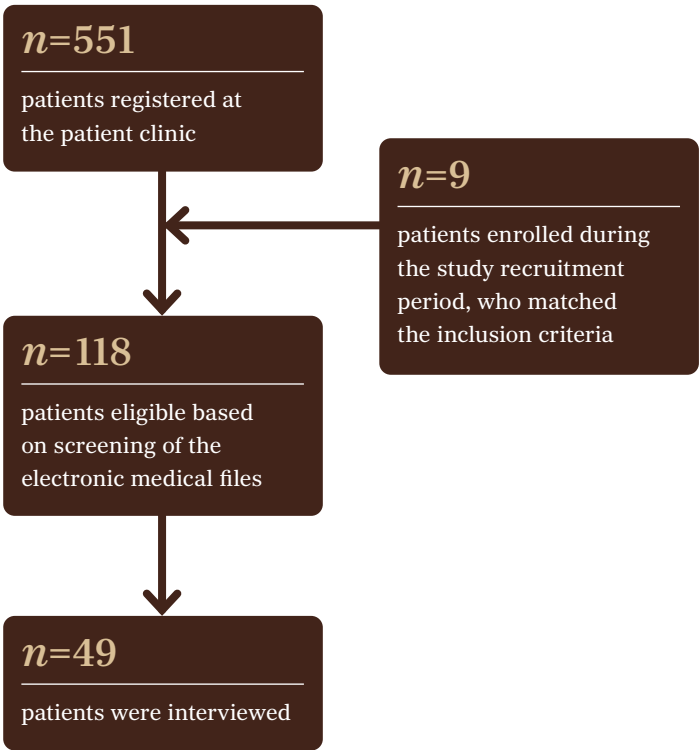 n=551
patients registered at
the patient clinic
n=9
patients enrolled during
the study recruitment
period, who matched
the inclusion criteria
n=118
patients eligible based
on screening of the
electronic medical files
n=49
patients were interviewed